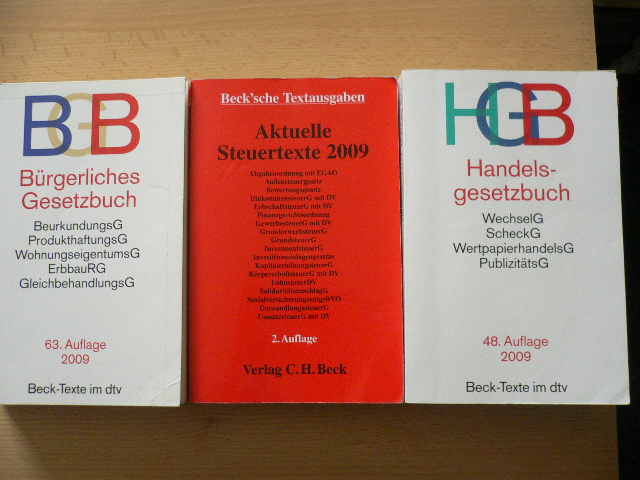 BGB
Bürgerliches
Gesetzbuch
BeurkundungsG
ProdukthaftungsG
WohnungseigentumsG
ErbbauRG
GleichbehandlungsG
63. Auflage
2009
Beck-Texte im dtv
Beck'sche Textausgaben
Aktuelle
Steuertexte 2009
Abgabenordnung mit EGAO
Außensteuergesetz
Bewertungsgesetz
EinkommensteuerG mit DV
ErbschaftsteuerG mit DV
Finanzgerichtsordnung
GewerbesteuerG mit DV
GrunderwerbsteuerG
GrundsteuerG
InvestmentsteuerG
Investitionszulagengesetze
KapitalerhöhungsteuerG
KörperschaftsteuerG mit DV
LohnsteuerDV
SolidaritätszuschlagG
SozialversicherungsentgeltVO
UmwandlungssteuerG
UmsatzsteuerG mit DV
2. Auflage
Verlag C. H. Beck
HGB
Handels-
gesetzbuch
WechselG
ScheckG
WertpapierhandelsG
PublizitätsG
48. Auflage
2009
Beck-Texte im dtv